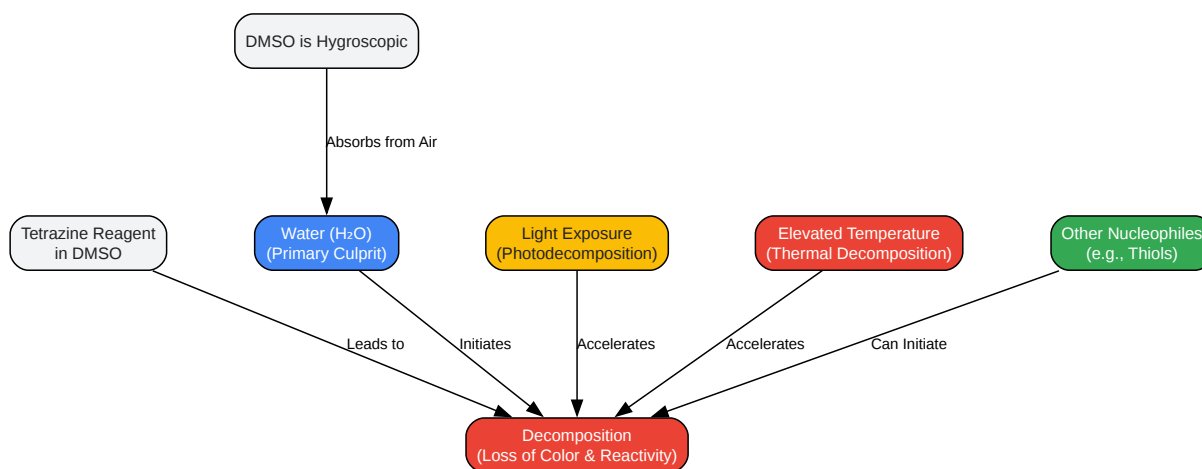 DMSO is Hygroscopic
Absorbs from Air
Tetrazine Reagent
in DMSO
Water (H₂O)
(Primary Culprit)
Light Exposure
(Photodecomposition)
Elevated Temperature
(Thermal Decomposition)
Other Nucleophiles
(e.g., Thiols)
Leads to
Initiates
Accelerates
Accelerates
Can Initiate
Decomposition
(Loss of Color & Reactivity)